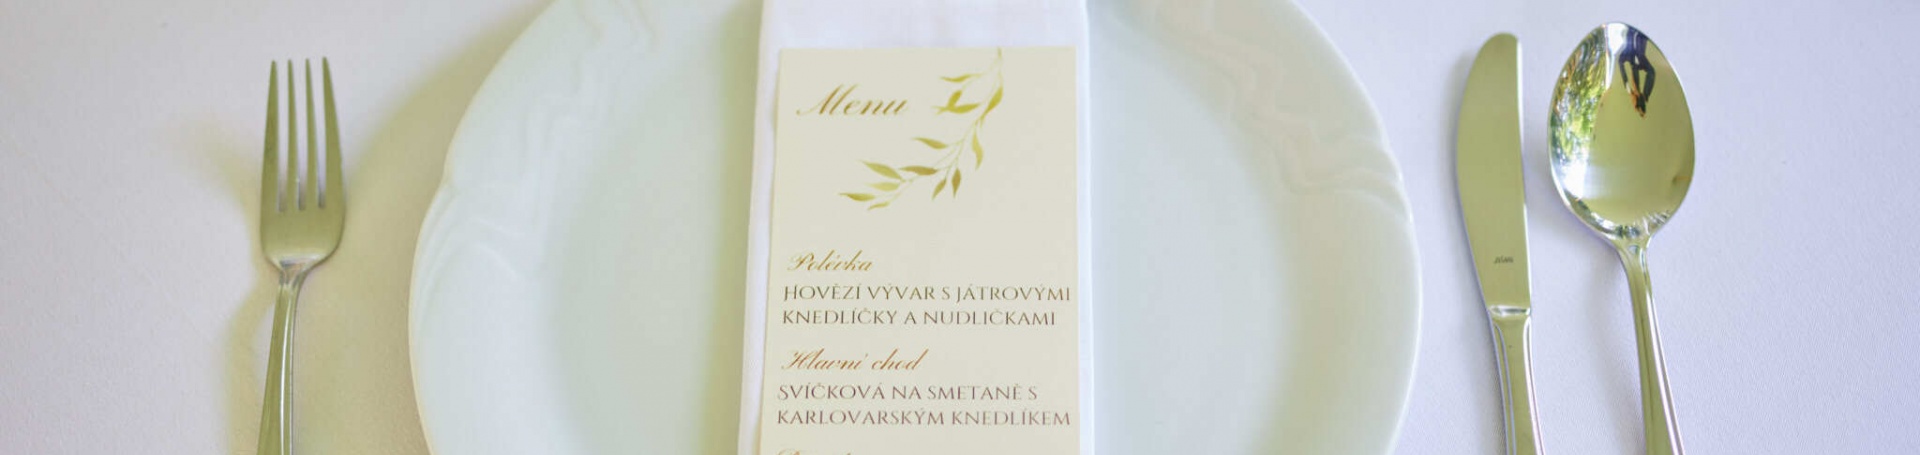 Menu
Polévka
Hovězí vývar s játrovými
knedlíčky a nudličkami
Hlavní chod
Svíčková na smetaně s
karlovarským knedlíkem